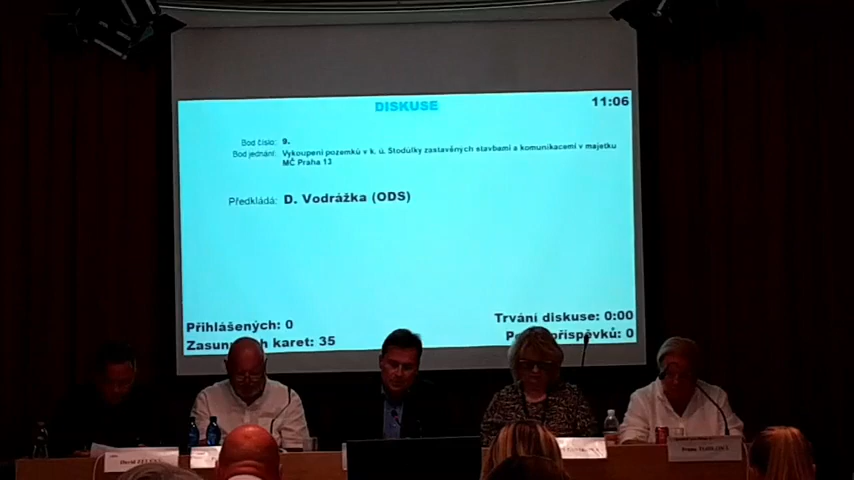 DISKUSE
11:06
Bod číslo: 9.
Bod jednání: Vykoupení pozemků v k. ú. Stodůlky zastavěných stavbami a komunikacemi v majetku
MČ Praha 13
Předkládá: D. Vodrážka (ODS)
Přihlášených: 0
Trvání diskuse: 0:00
karet: 35
příspěvků: 0